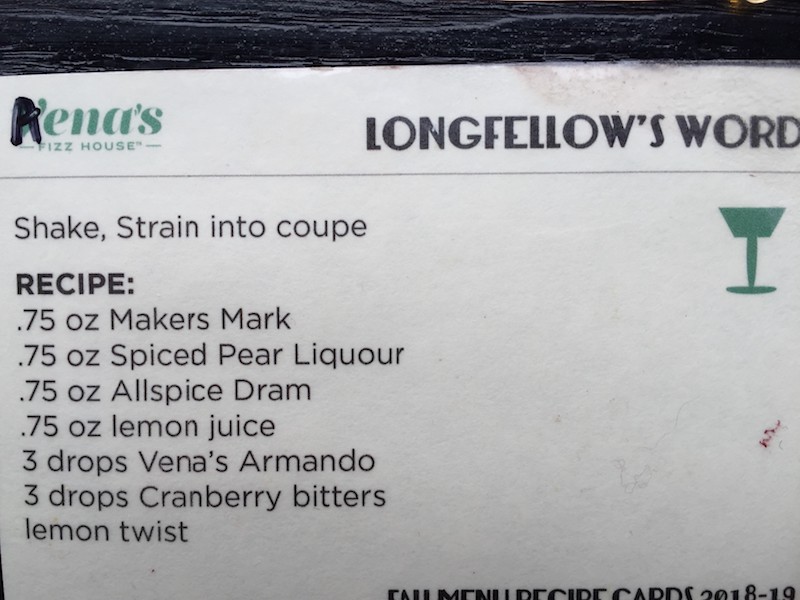 Vena's
FIZZ HOUSE™
LONGFELLOW'S WORD
Shake, Strain into coupe
RECIPE:
.75 oz Makers Mark
.75 oz Spiced Pear Liquour
.75 oz Allspice Dram
.75 oz lemon juice
3 drops Vena's Armando
3 drops Cranberry bitters
lemon twist
FALL MENU RECIPE CARDS 2018-19